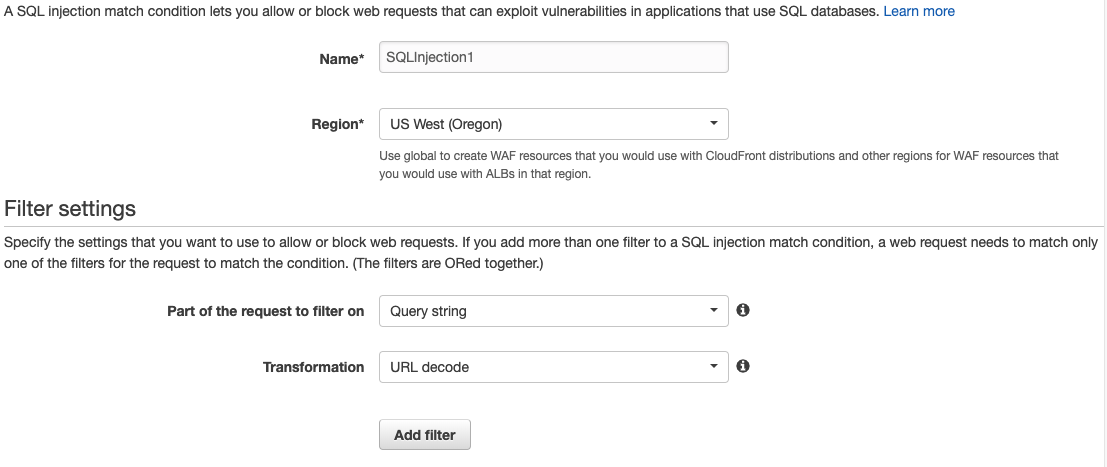 A SQL injection match condition lets you allow or block web requests that can exploit vulnerabilities in applications that use SQL databases. Learn more
Name* SQLInjection1
Region* US West (Oregon)
Use global to create WAF resources that you would use with CloudFront distributions and other regions for WAF resources that
you would use with ALBs in that region.
Filter settings
Specify the settings that you want to use to allow or block web requests. If you add more than one filter to a SQL injection match condition, a web request needs to match only
one of the filters for the request to match the condition. (The filters are ORed together.)
Part of the request to filter on Query string
Transformation URL decode
Add filter